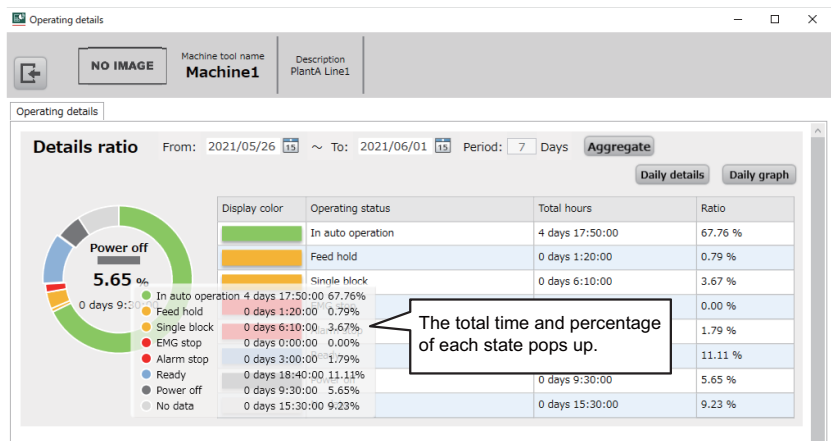 Operating details
NO IMAGE
Machine tool name
Machine1
Description
PlantA Line1
Operating details
Details ratio From: 2021/05/26 15 ~ To: 2021/06/01 15 Period: 7 Days Aggregate
Daily details Daily graph
Display color Operating status Total hours Ratio
In auto operation 4 days 17:50:00 67.76 %
Feed hold 0 days 1:20:00 0.79 %
Single block 0 days 6:10:00 3.67 %
0.00 %
1.79 %
11.11 %
0 days 9:30:00 5.65 %
0 days 15:30:00 9.23 %
Power off
5.65 %
0 days 9:30:00
In auto operation 4 days 17:50:00 67.76%
Feed hold 0 days 1:20:00 0.79%
Single block 0 days 6:10:00 3.67%
EMG stop 0 days 0:00:00 0.00%
Alarm stop 0 days 3:00:00 1.79%
Ready 0 days 18:40:00 11.11%
Power off 0 days 9:30:00 5.65%
No data 0 days 15:30:00 9.23%
The total time and percentage
of each state pops up.